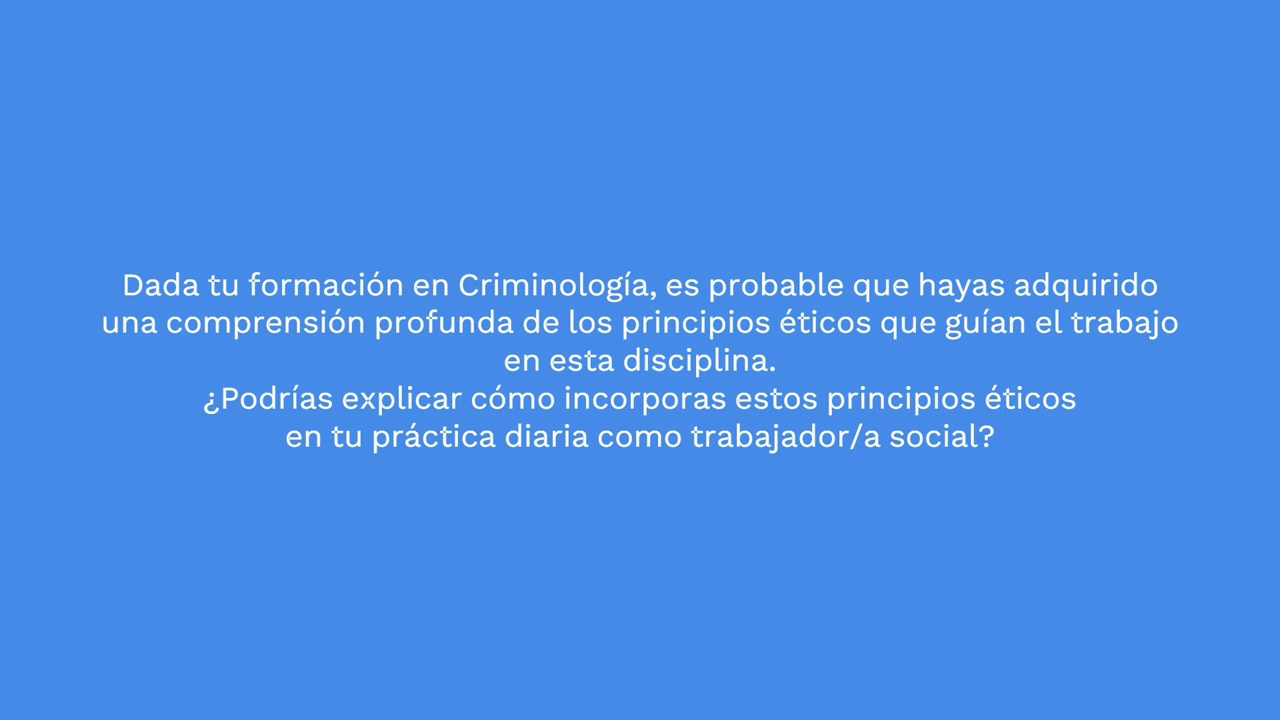 Dada tu formación en Criminología, es probable que hayas adquirido
una comprensión profunda de los principios éticos que guían el trabajo
en esta disciplina.
¿Podrías explicar cómo incorporas estos principios éticos
en tu práctica diaria como trabajador/a social?